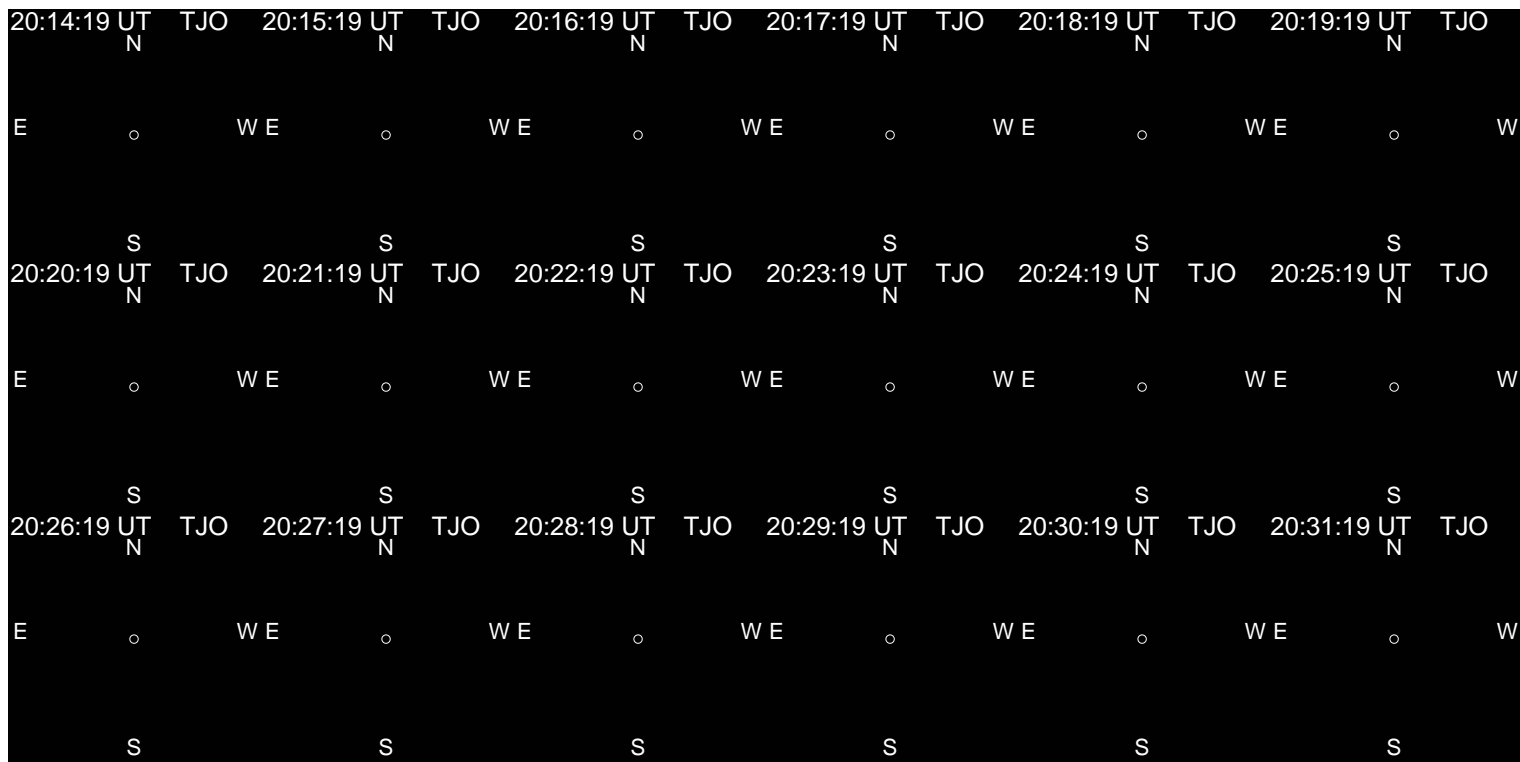 20:14:19 UT TJO 20:15:19 UT TJO 20:16:19 UT TJO 20:17:19 UT TJO 20:18:19 UT TJO 20:19:19 UT TJO
N N N N N N
E W E W E W E W E W E W
S S S S S S
20:20:19 UT TJO 20:21:19 UT TJO 20:22:19 UT TJO 20:23:19 UT TJO 20:24:19 UT TJO 20:25:19 UT TJO
N N N N N N
E W E W E W E W E W E W
S S S S S S
20:26:19 UT TJO 20:27:19 UT TJO 20:28:19 UT TJO 20:29:19 UT TJO 20:30:19 UT TJO 20:31:19 UT TJO
N N N N N N
E W E W E W E W E W E W
S S S S S S